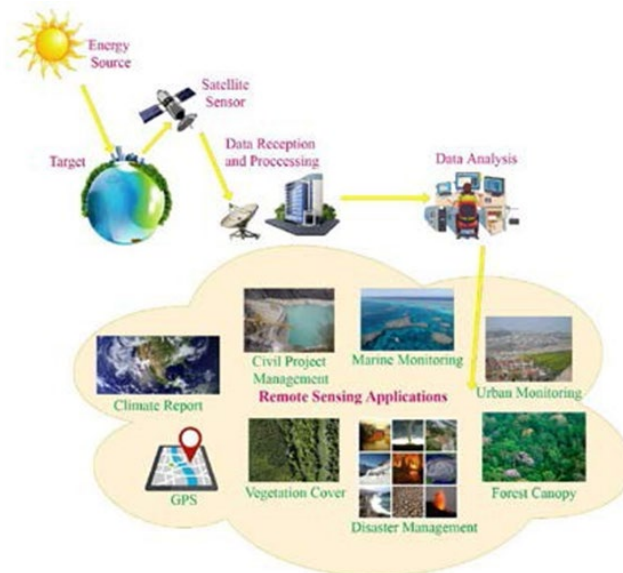 Energy
Source
Satellite
Sensor
Target
Data Reception
and Proccessing
Data Analysis
Civil Project
Management
Marine Monitoring
Urban Monitoring
Climate Report
Remote Sensing Applications
GPS
Vegetation Cover
Disaster Management
Forest Canopy